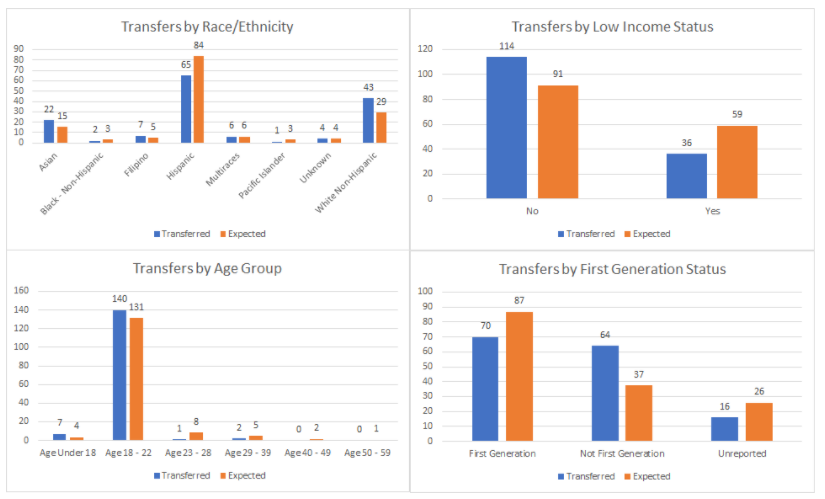 Transfers by Race/Ethnicity
90
80
70
60
50
40
30
20
10
0
22
15
2
3
7
5
65
84
6
6
1
3
4
4
43
29
Asian
Black - Non-Hispanic
Filipino
Hispanic
Multiraces
Pacific Islander
Unknown
White Non-Hispanic
Transferred Expected
Transfers by Low Income Status
120
100
80
60
40
20
0
114
91
36
59
No
Yes
Transferred Expected
Transfers by Age Group
160
140
120
100
80
60
40
20
0
7
4
140
131
1
8
2
5
0
2
0
1
Age Under 18
Age 18 - 22
Age 23 - 28
Age 29 - 39
Age 40 - 49
Age 50 - 59
Transferred Expected
Transfers by First Generation Status
100
90
80
70
60
50
40
30
20
10
0
70
87
64
37
16
26
First Generation
Not First Generation
Unreported
Transferred Expected